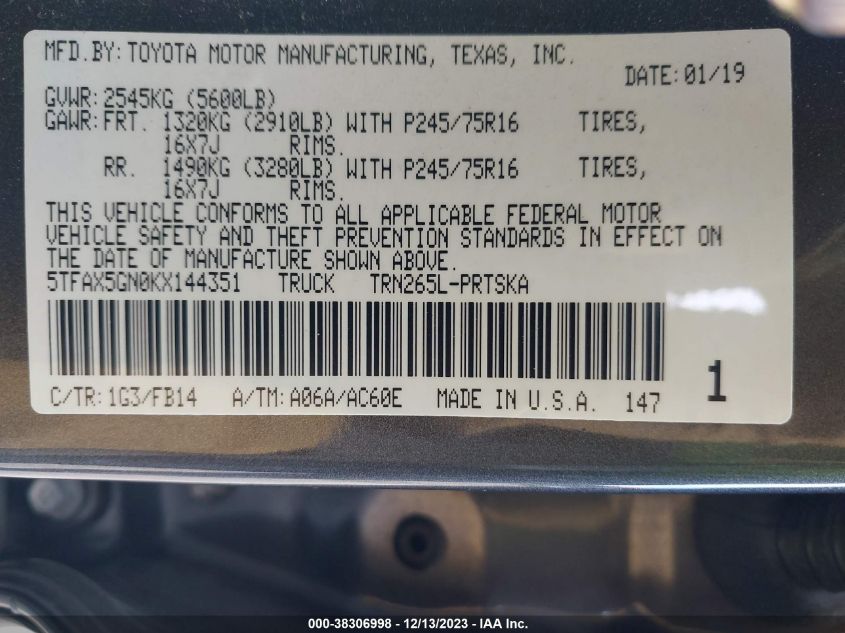 MFD.BY: TOYOTA MOTOR MANUFACTURING, TEXAS, INC.
DATE: 01/19
GVWR: 2545KG (5600LB)
GAWR: FRT. 1320KG (2910LB) WITH P245/75R16 TIRES,
16X7J RIMS.
RR. 1490KG (3280LB) WITH P245/75R16 TIRES,
16X7J RIMS.
THIS VEHICLE CONFORMS TO ALL APPLICABLE FEDERAL MOTOR
VEHICLE SAFETY AND THEFT PREVENTION STANDARDS IN EFFECT ON
THE DATE OF MANUFACTURE SHOWN ABOVE.
5TFAX5GN0KX144351 TRUCK TRN265L-PRTSKA
C/TR: 1G3/FB14 A/TM: A06A/AC60E MADE IN U.S.A. 147
1
000-38306998 - 12/13/2023 - IAA Inc.